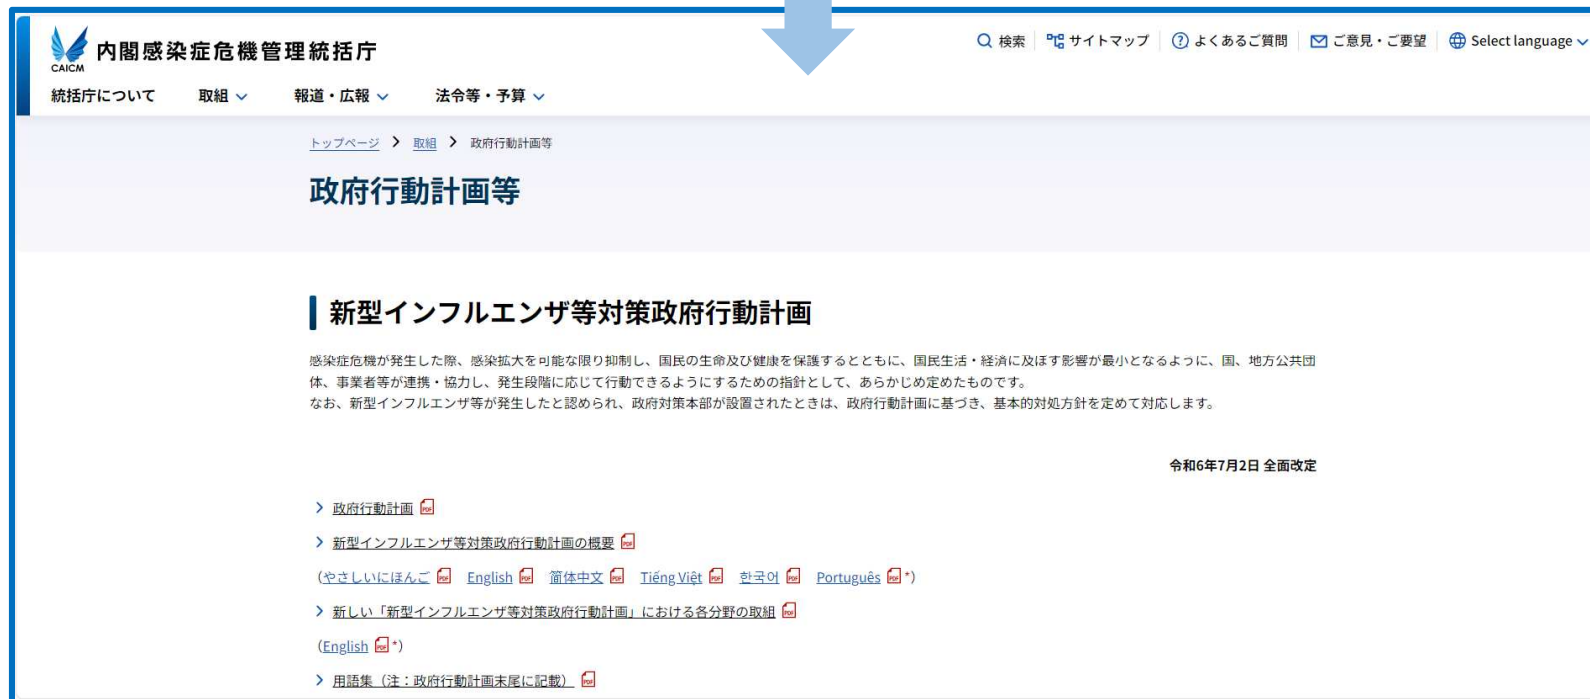 内閣感染症危機管理統括庁
CAICM
検索 サイトマップ よくあるご質問 ご意見・ご要望 Select language
統括庁について 取組 報道・広報 法令等・予算
トップページ > 取組 > 政府行動計画等
政府行動計画等
新型インフルエンザ等対策政府行動計画
感染症危機が発生した際、感染拡大を可能な限り抑制し、国民の生命及び健康を保護するとともに、国民生活・経済に及ぼす影響が最小となるように、国、地方公共団
体、事業者等が連携・協力し、発生段階に応じて行動できるようにするための指針として、あらかじめ定めたものです。
なお、新型インフルエンザ等が発生したと認められ、政府対策本部が設置されたときは、政府行動計画に基づき、基本的対処方針を定めて対応します。
令和6年7月2日 全面改定
> 政府行動計画 PDF
> 新型インフルエンザ等対策政府行動計画の概要 PDF
(やさしいにほんご PDF English PDF 简体中文 PDF Tiếng Việt PDF 한국어 PDF Português PDF *)
> 新しい「新型インフルエンザ等対策政府行動計画」における各分野の取組 PDF
(English PDF *)
> 用語集（注：政府行動計画末尾に記載） PDF